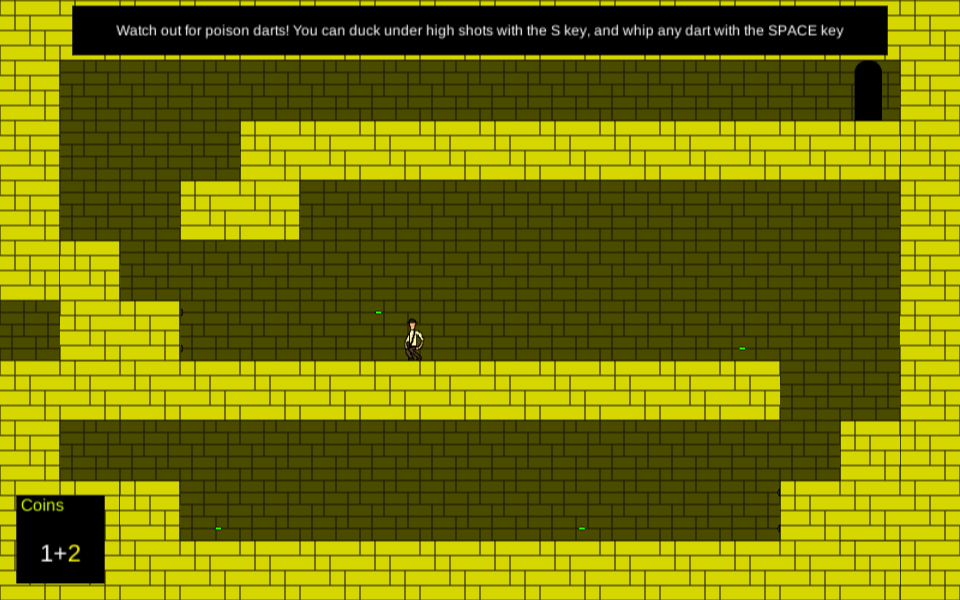 Watch out for poison darts! You can duck under high shots with the S key, and whip any dart with the SPACE key
Coins
1+2